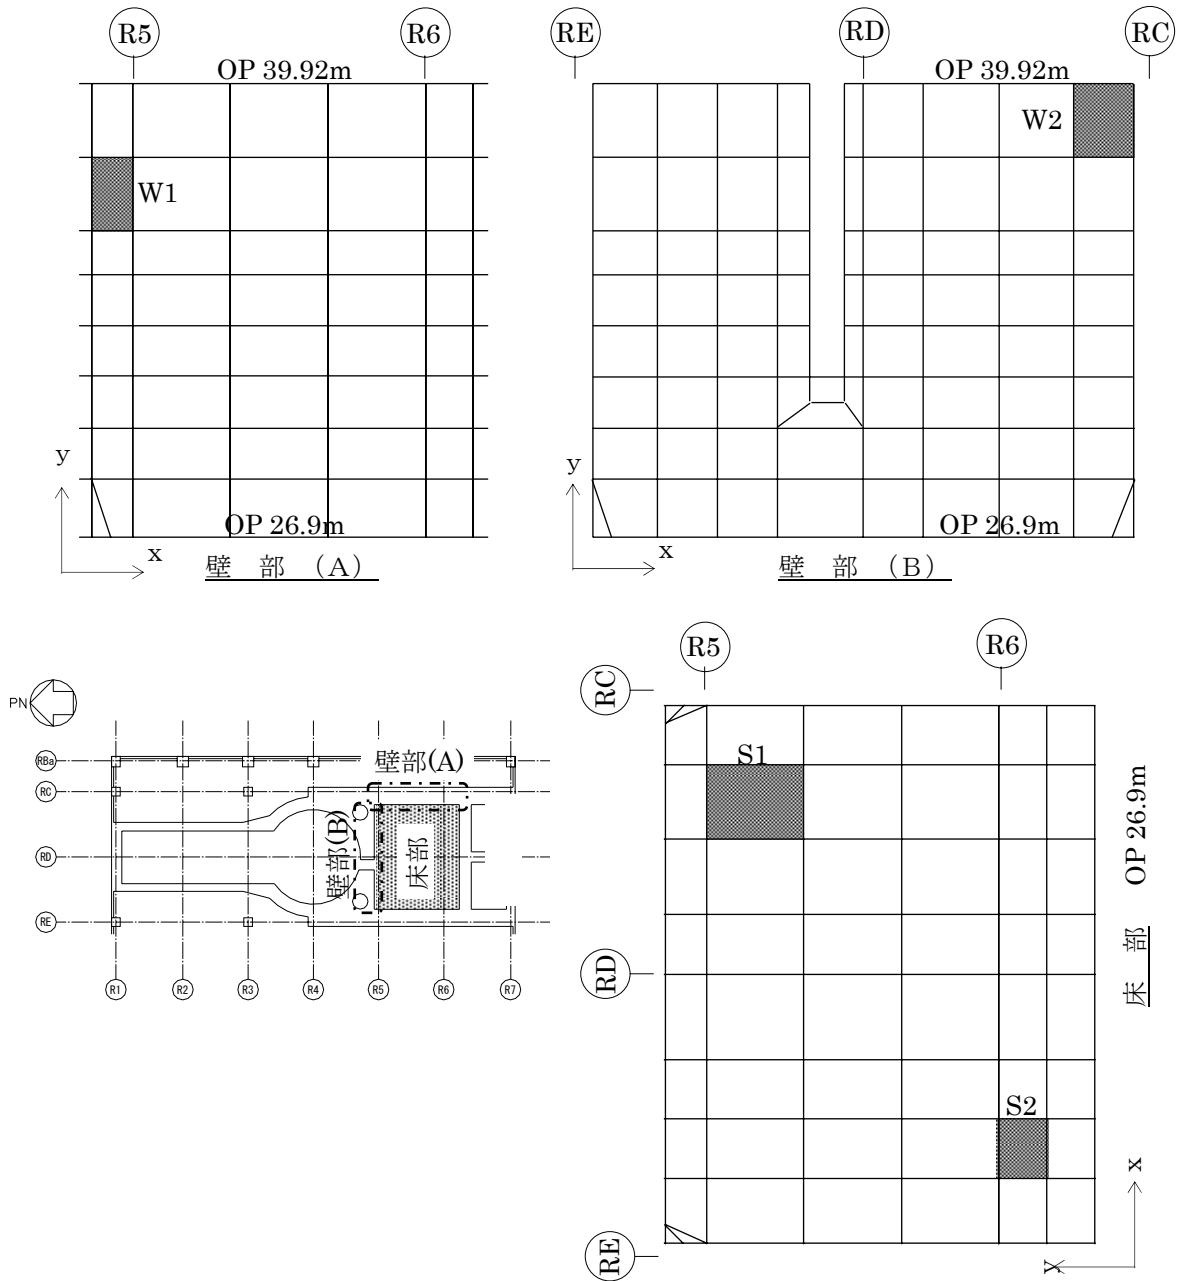 R5 R6
OP 39.92m
W1
y
OP 26.9m
x
壁 部 (A)
RE RD RC
OP 39.92m
W2
y
OP 26.9m
x
壁 部 (B)
PN
RBa
RC
RD
RE
壁部(A)
壁部(B)
床部
R1 R2 R3 R4 R5 R6 R7
R5 R6
RC
S1
RD
S2
RE
床 部 OP 26.9m
x
y